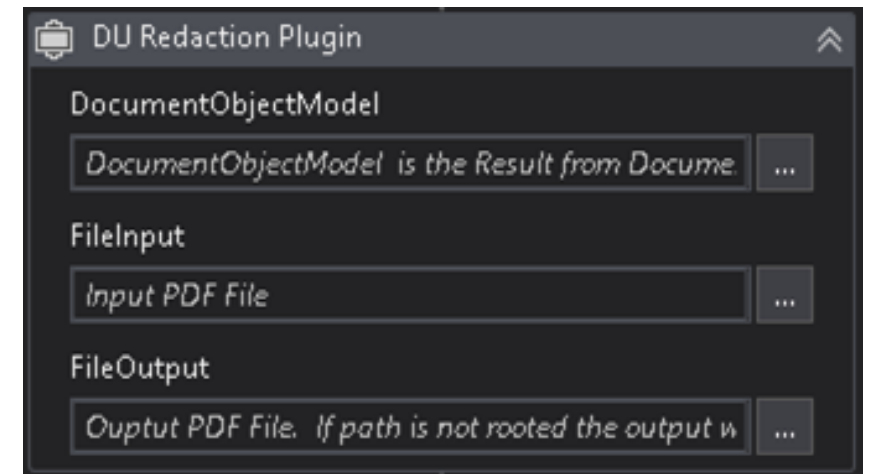 DU Redaction Plugin
DocumentObjectModel
DocumentObjectModel is the Result from Docume
...
FileInput
Input PDF File
...
FileOutput
Ouptut PDF File. If path is not rooted the output w
...